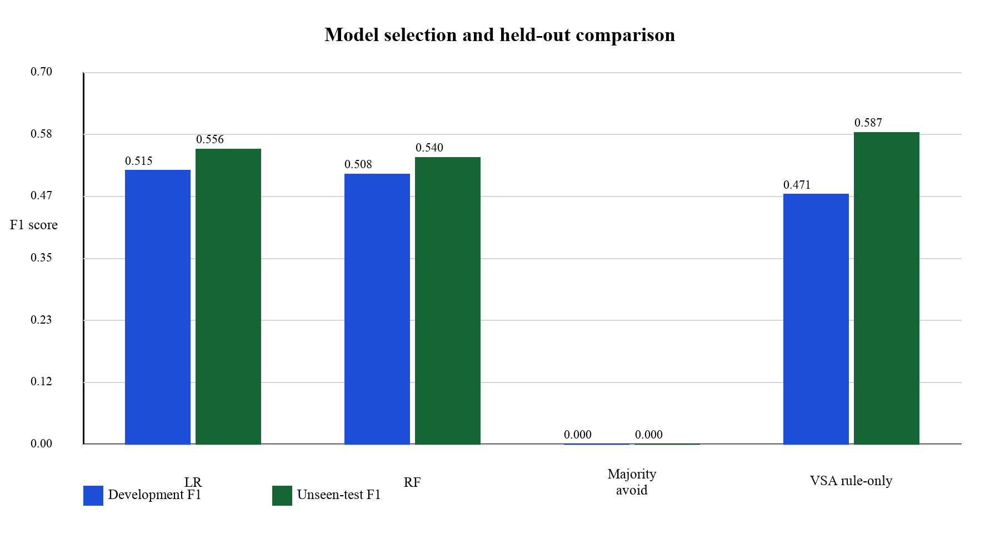 Model selection and held-out comparison
0.70
0.58
0.47
F1 score
0.35
0.23
0.12
0.00
0.515
0.556
0.508
0.540
0.000
0.000
0.471
0.587
LR
RF
Majority
avoid
VSA rule-only
Development F1
Unseen-test F1